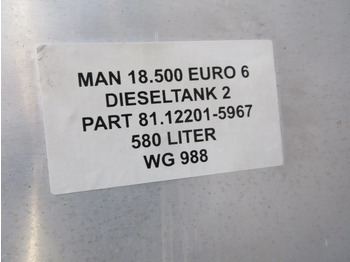 MAN 18.500 EURO 6
DIESELTANK 2
PART 81.12201-5967
580 LITER
WG 988